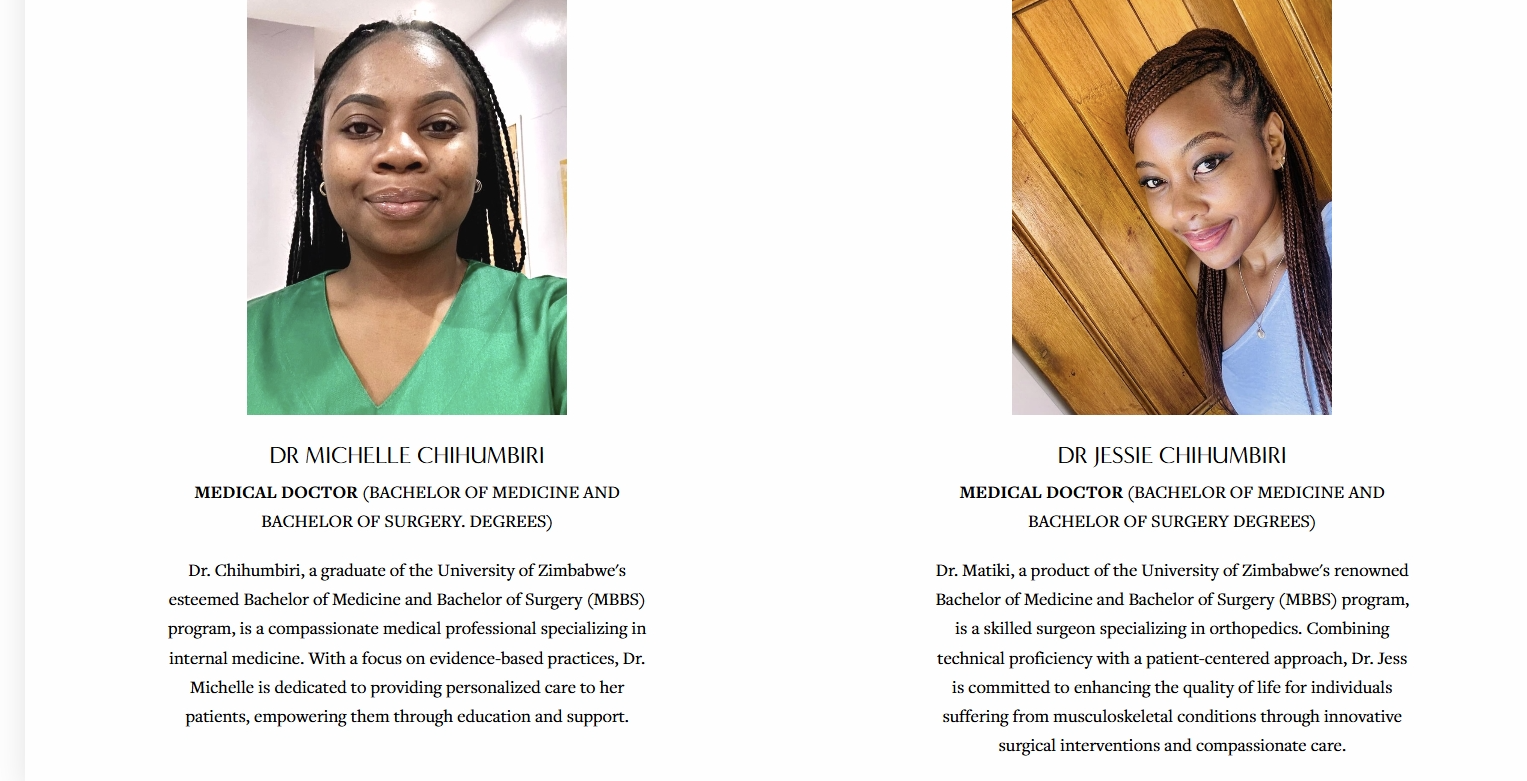 DR MICHELLE CHIHUMBIRI
MEDICAL DOCTOR (BACHELOR OF MEDICINE AND
BACHELOR OF SURGERY. DEGREES)
Dr. Chihumbiri, a graduate of the University of Zimbabwe's
esteemed Bachelor of Medicine and Bachelor of Surgery (MBBS)
program, is a compassionate medical professional specializing in
internal medicine. With a focus on evidence-based practices, Dr.
Michelle is dedicated to providing personalized care to her
patients, empowering them through education and support.
DR JESSIE CHIHUMBIRI
MEDICAL DOCTOR (BACHELOR OF MEDICINE AND
BACHELOR OF SURGERY DEGREES)
Dr. Matiki, a product of the University of Zimbabwe's renowned
Bachelor of Medicine and Bachelor of Surgery (MBBS) program,
is a skilled surgeon specializing in orthopedics. Combining
technical proficiency with a patient-centered approach, Dr. Jess
is committed to enhancing the quality of life for individuals
suffering from musculoskeletal conditions through innovative
surgical interventions and compassionate care.